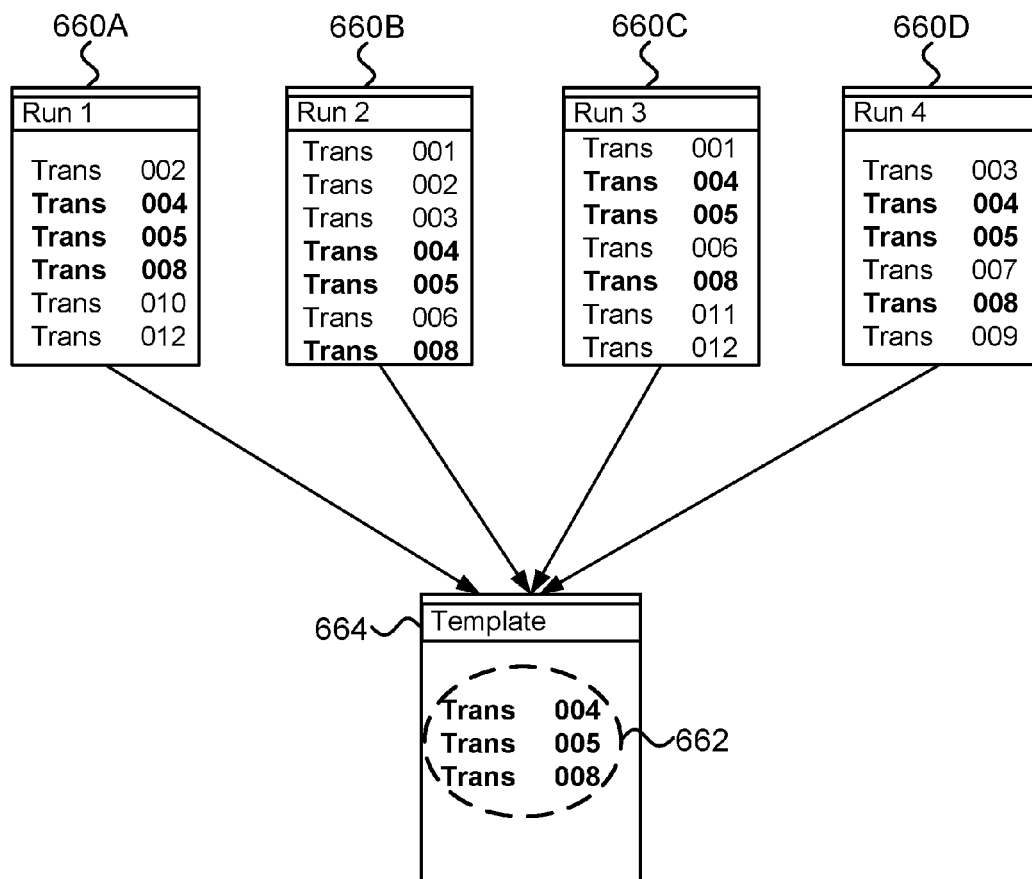 660A
660B
660C
660D
Run 1
Trans 002
Trans 004
Trans 005
Trans 008
Trans 010
Trans 012
Run 2
Trans 001
Trans 002
Trans 003
Trans 004
Trans 005
Trans 006
Trans 008
Run 3
Trans 001
Trans 004
Trans 005
Trans 006
Trans 008
Trans 011
Trans 012
Run 4
Trans 003
Trans 004
Trans 005
Trans 007
Trans 008
Trans 009
664
Template
Trans 004
Trans 005
Trans 008
662